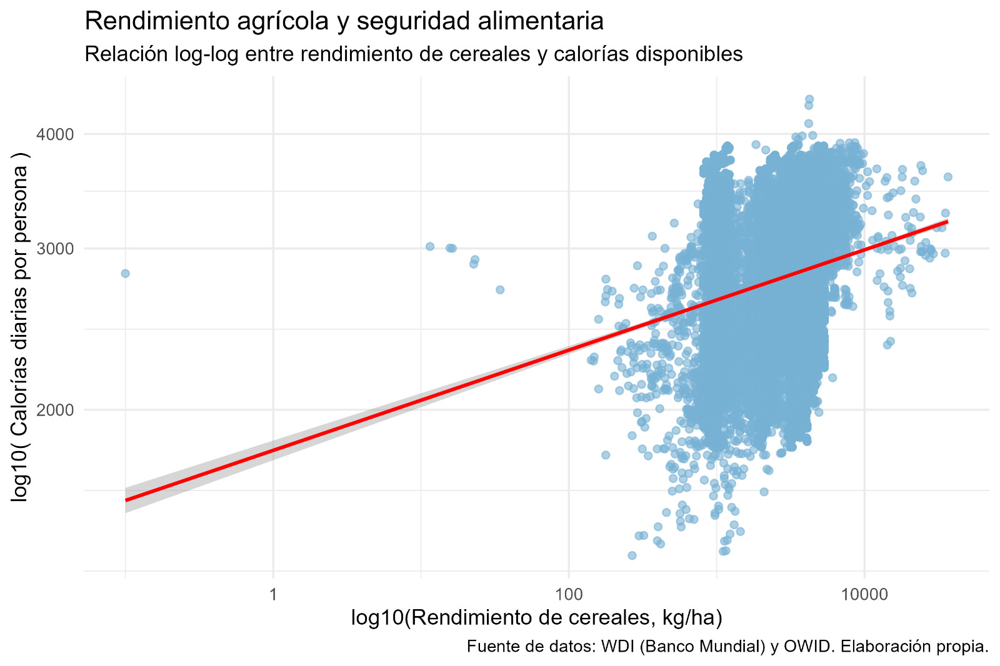 Rendimiento agrícola y seguridad alimentaria
Relación log-log entre rendimiento de cereales y calorías disponibles
log10( Calorías diarias por persona )
4000
3000
2000
1
100
10000
log10(Rendimiento de cereales, kg/ha)
Fuente de datos: WDI (Banco Mundial) y OWID. Elaboración propia.